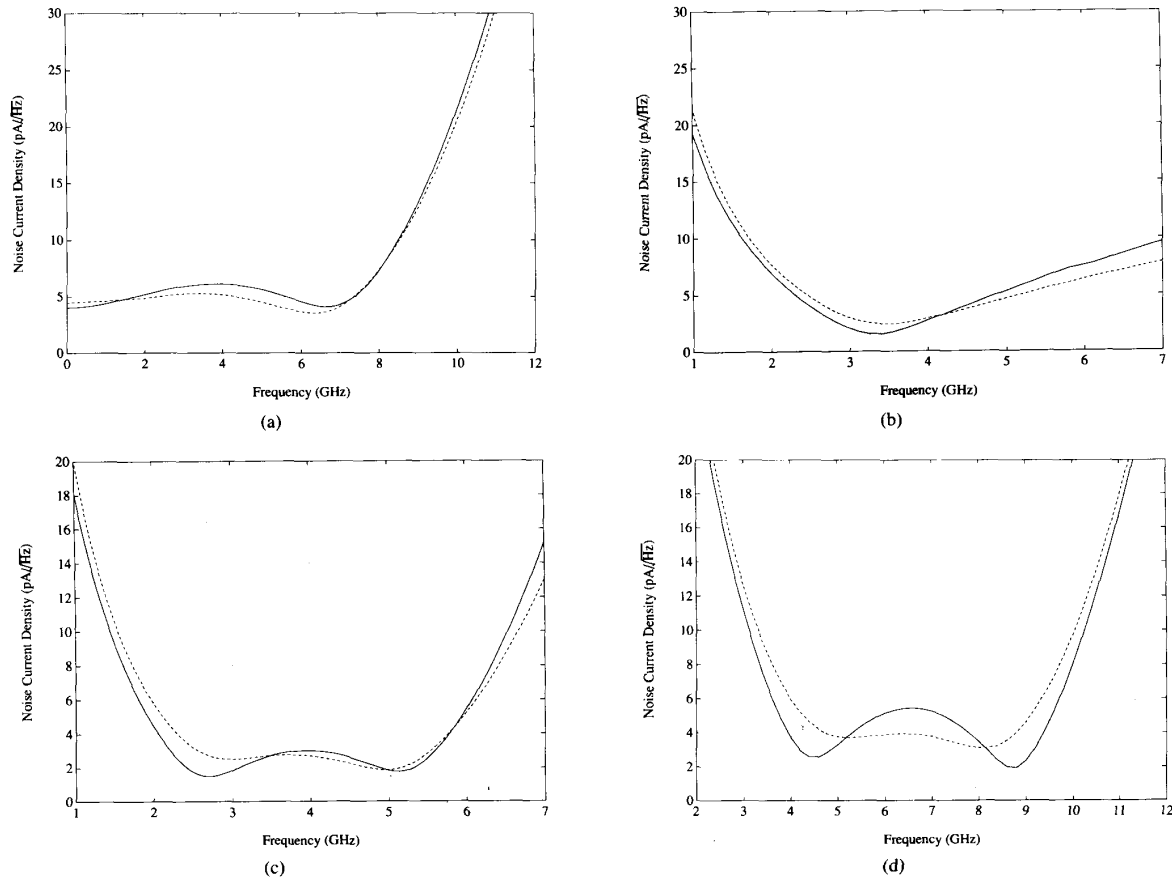 30
25
20
15
10
5
0
Noise Current Density (pA/√Hz)
0 2 4 6 8 10 12
Frequency (GHz)
(a)
30
25
20
15
10
5
0
Noise Current Density (pA/√Hz)
1 2 3 4 5 6 7
Frequency (GHz)
(b)
20
18
16
14
12
10
8
6
4
2
0
Noise Current Density (pA/√Hz)
1 2 3 4 5 6 7
Frequency (GHz)
(c)
20
18
16
14
12
10
8
6
4
2
0
Noise Current Density (pA/√Hz)
2 3 4 5 6 7 8 9 10 11 12
Frequency (GHz)
(d)